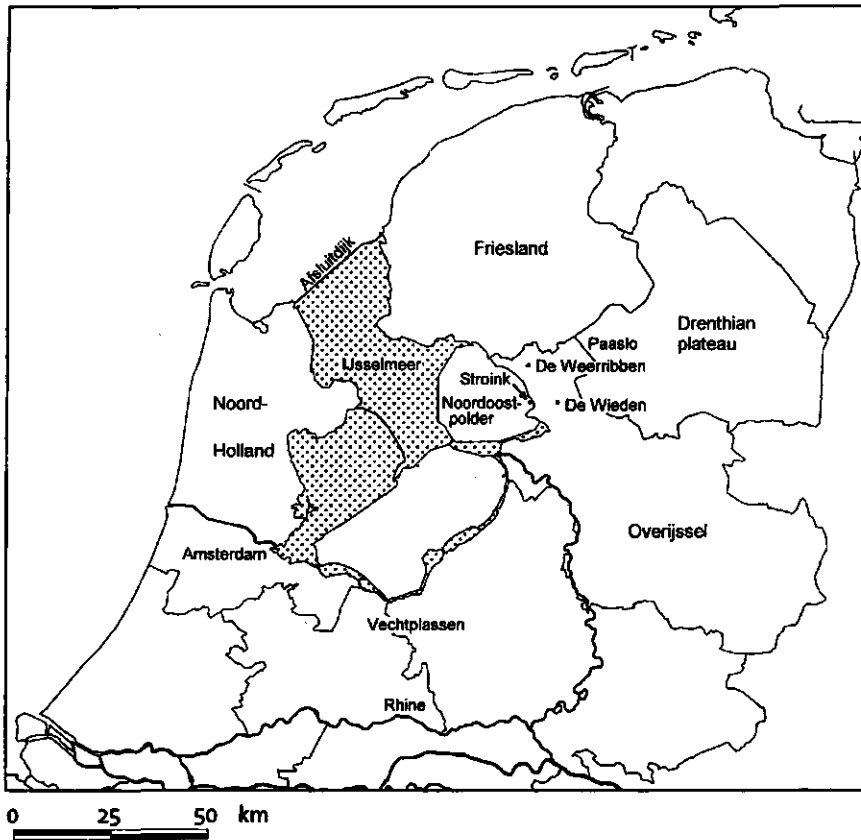 Afsluitdijk
Friesland
Drenthian
plateau
Paaslo
IJsselmeer
De Weerribben
Stroink
Noord-
Holland
Noordoost-
polder
De Wieden
Overijssel
Amsterdam
Vechtplassen
Rhine
0 25 50 km